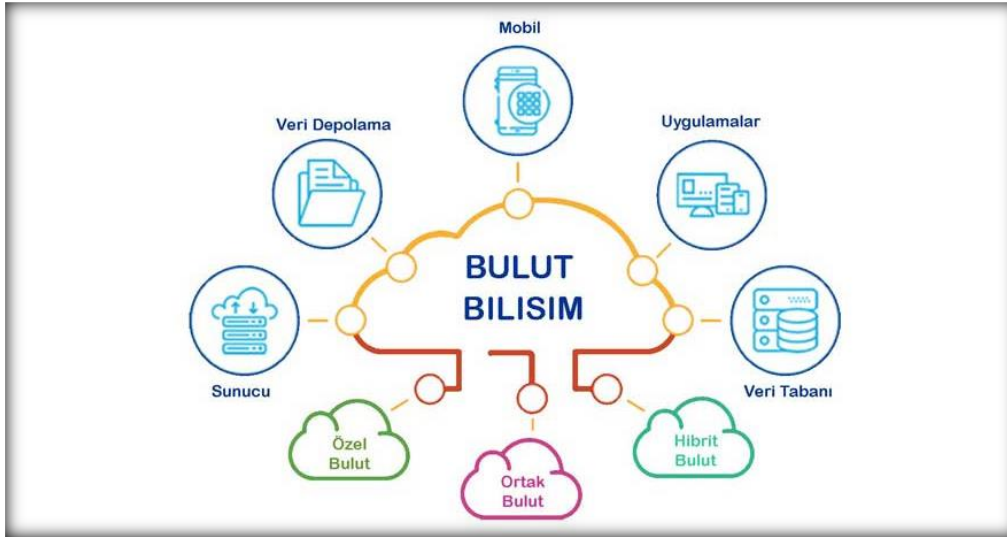 Mobil
Veri Depolama
Uygulamalar
BULUT
BILISIM
Sunucu
Veri Tabanı
Özel
Bulut
Ortak
Bulut
Hibrit
Bulut